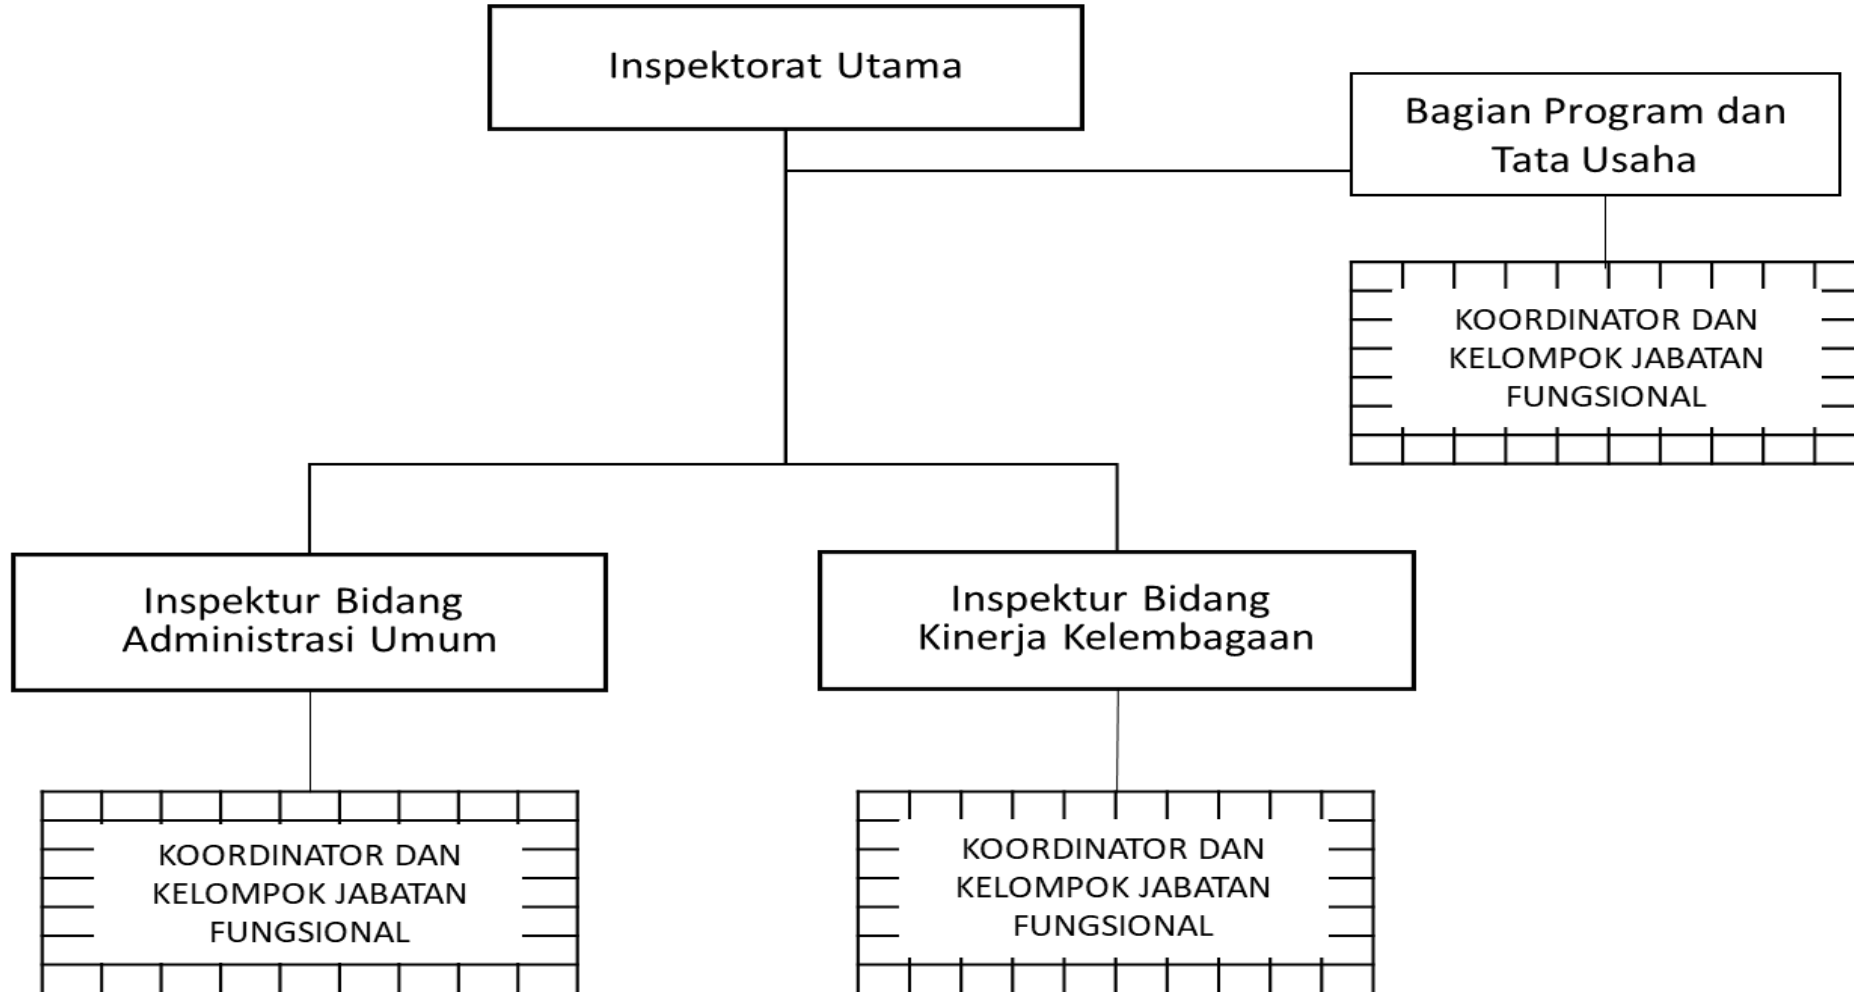 Inspektorat Utama
Bagian Program dan
Tata Usaha
KOORDINATOR DAN
KELOMPOK JABATAN
FUNGSIONAL
Inspektur Bidang
Administrasi Umum
Inspektur Bidang
Kinerja Kelembagaan
KOORDINATOR DAN
KELOMPOK JABATAN
FUNGSIONAL
KOORDINATOR DAN
KELOMPOK JABATAN
FUNGSIONAL